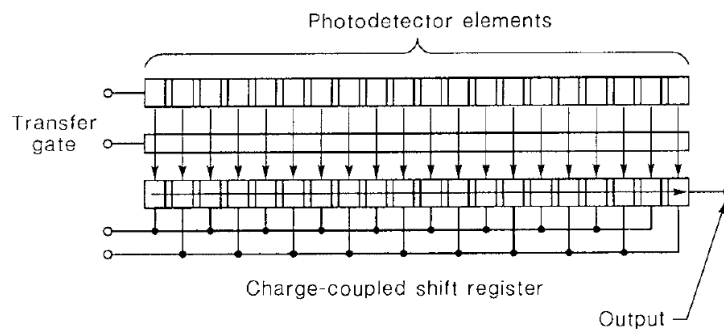 Photodetector elements
Transfer
gate
Charge-coupled shift register
Output